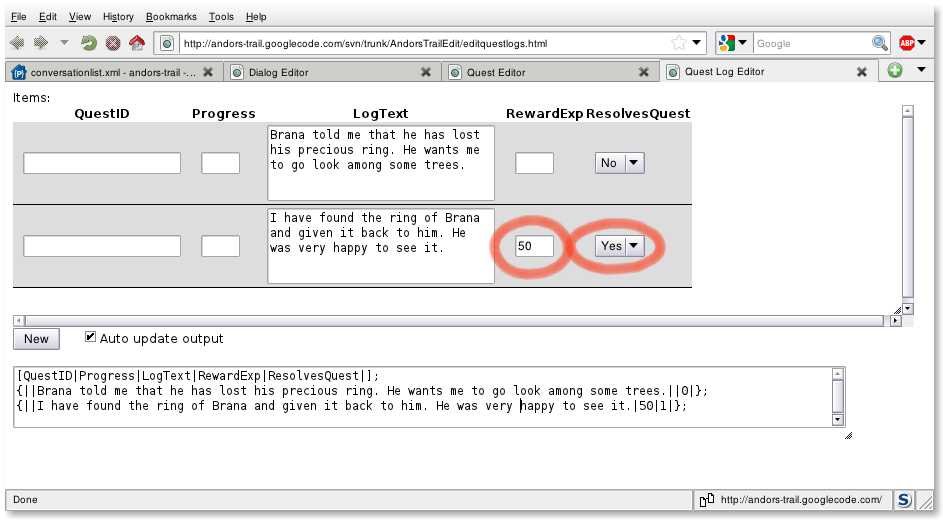 File Edit View History Bookmarks Tools Help
http://andors-trail.googlecode.com/svn/trunk/AndorsTrailEdit/editquestlogs.html
Google
ABP
conversationlist.xml - andors-trail -...
Dialog Editor
Quest Editor
Quest Log Editor
Items:
QuestID Progress LogText RewardExp ResolvesQuest
Brana told me that he has lost
his precious ring. He wants me
to go look among some trees.
No
I have found the ring of Brana
and given it back to him. He
was very happy to see it.
50
Yes
New
Auto update output
[QuestID|Progress|LogText|RewardExp|ResolvesQuest|];
{||Brana told me that he has lost his precious ring. He wants me to go look among some trees.||0|};
{||I have found the ring of Brana and given it back to him. He was very happy to see it.|50|1|};
Done
http://andors-trail.googlecode.com/
S